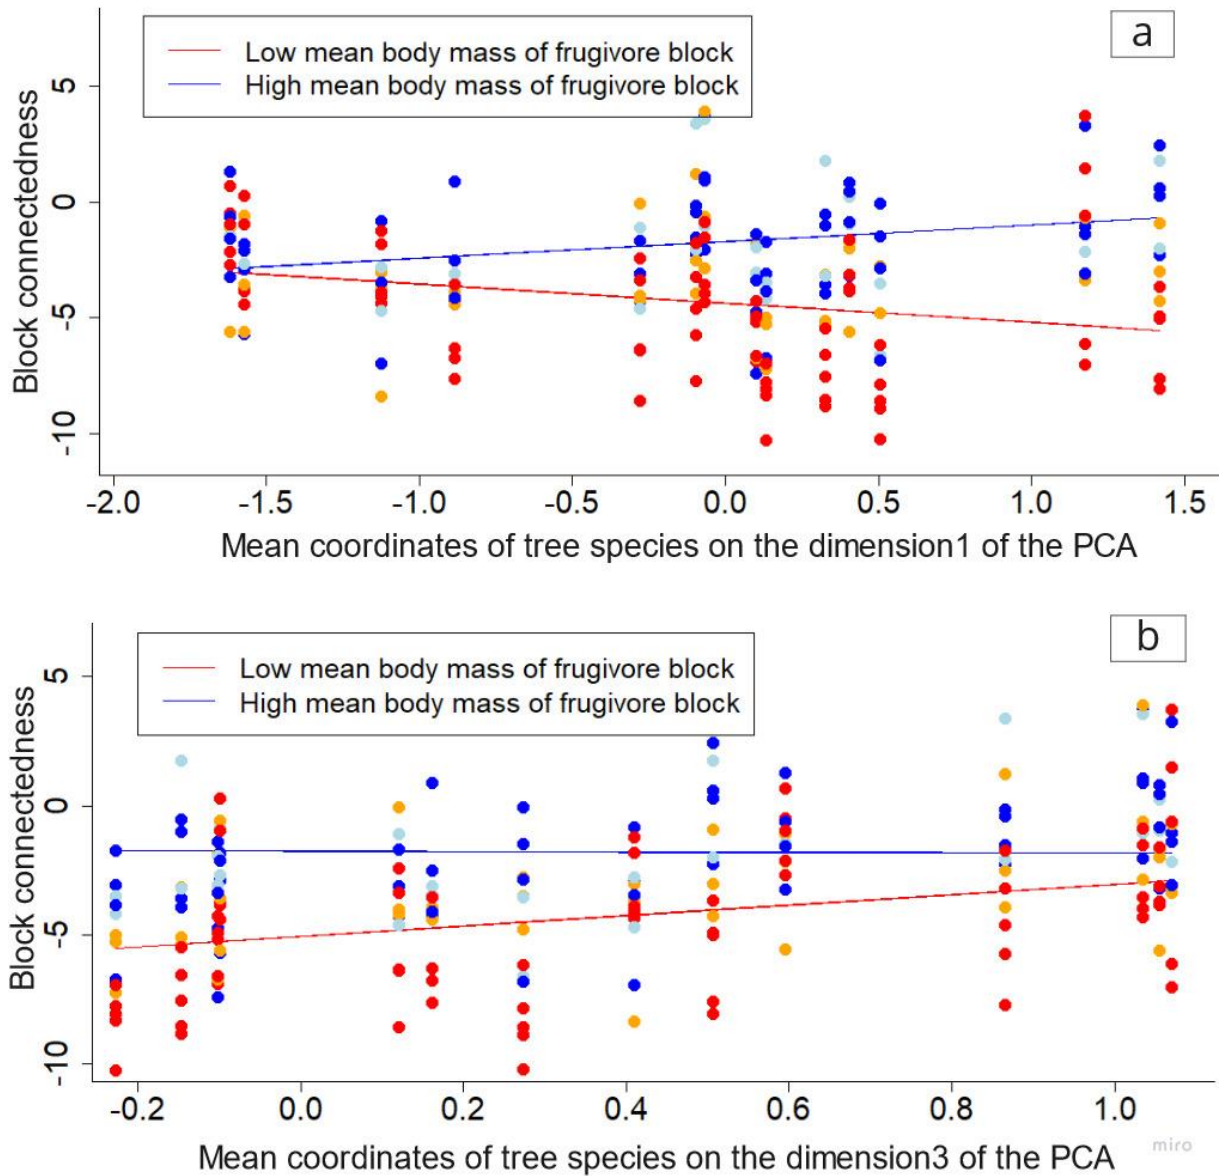 a
Low mean body mass of frugivore block
High mean body mass of frugivore block
Block connectedness
5
0
-5
-10
-2.0 -1.5 -1.0 -0.5 0.0 0.5 1.0 1.5
Mean coordinates of tree species on the dimension1 of the PCA
b
Low mean body mass of frugivore block
High mean body mass of frugivore block
Block connectedness
5
0
-5
-10
-0.2 0.0 0.2 0.4 0.6 0.8 1.0
Mean coordinates of tree species on the dimension3 of the PCA
miro